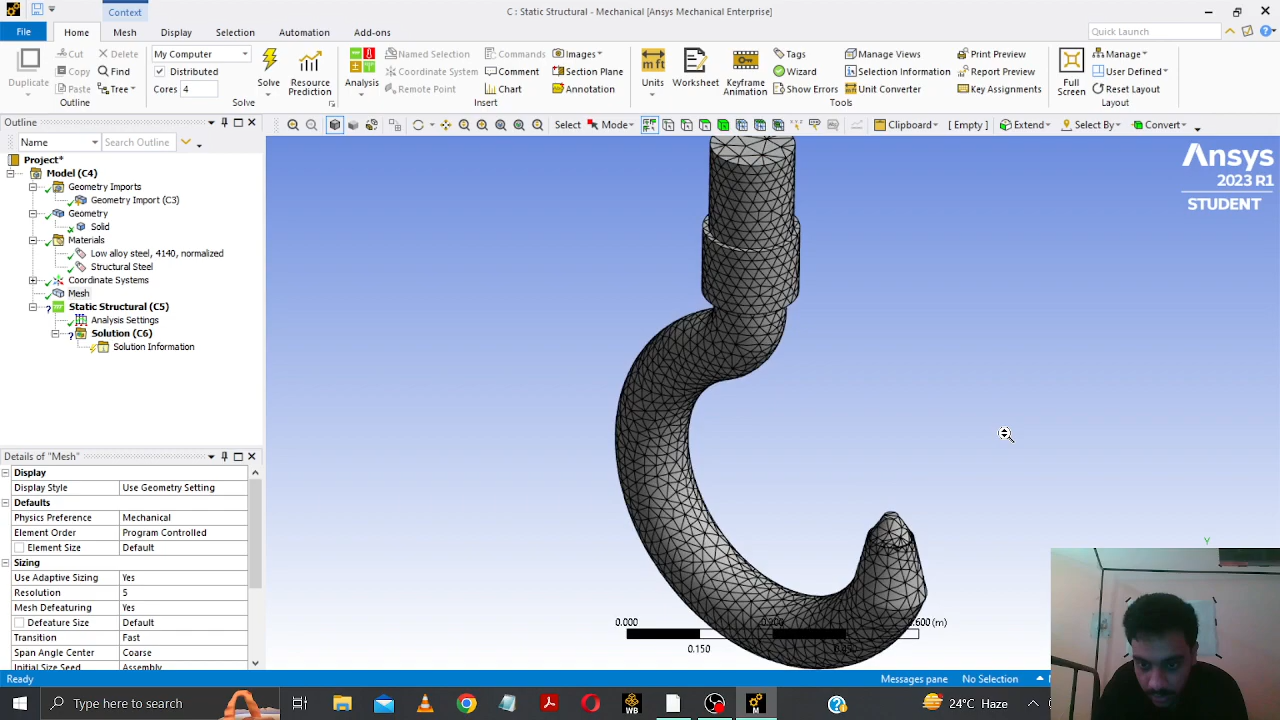 Context
C : Static Structural - Mechanical [Ansys Mechanical Enterprise]
File Home Mesh Display Selection Automation Add-ons
Quick Launch
Duplicate
Cut
Copy
Paste
Delete
Find
Tree
Outline
My Computer
Distributed
Cores 4
Solve
Resource Prediction
Solve
Analysis
Named Selection
Coordinate System
Remote Point
Commands
Comment
Chart
Images
Section Plane
Annotation
Insert
Units
Worksheet
Keyframe Animation
Tags
Wizard
Show Errors
Manage Views
Selection Information
Unit Converter
Print Preview
Report Preview
Key Assignments
Tools
Full Screen
Manage
User Defined
Reset Layout
Layout
Outline
Select Mode Clipboard [ Empty ] Extend Select By Convert
Name Search Outline
Project*
Model (C4)
Geometry Imports
Geometry Import (C3)
Geometry
Solid
Materials
Low alloy steel, 4140, normalized
Structural Steel
Coordinate Systems
Mesh
Static Structural (C5)
Analysis Settings
Solution (C6)
Solution Information
Ansys
2023 R1
STUDENT
Details of "Mesh"
Display
Display Style Use Geometry Setting
Defaults
Physics Preference Mechanical
Element Order Program Controlled
Element Size Default
Sizing
Use Adaptive Sizing Yes
Resolution 5
Mesh Defeaturing Yes
Defeature Size Default
Transition Fast
Span Angle Center Coarse
Initial Size Seed Assembly
Y
0.000
0.150
(m)
Ready
Messages pane No Selection
Type here to search
WB
M
24°C Haze